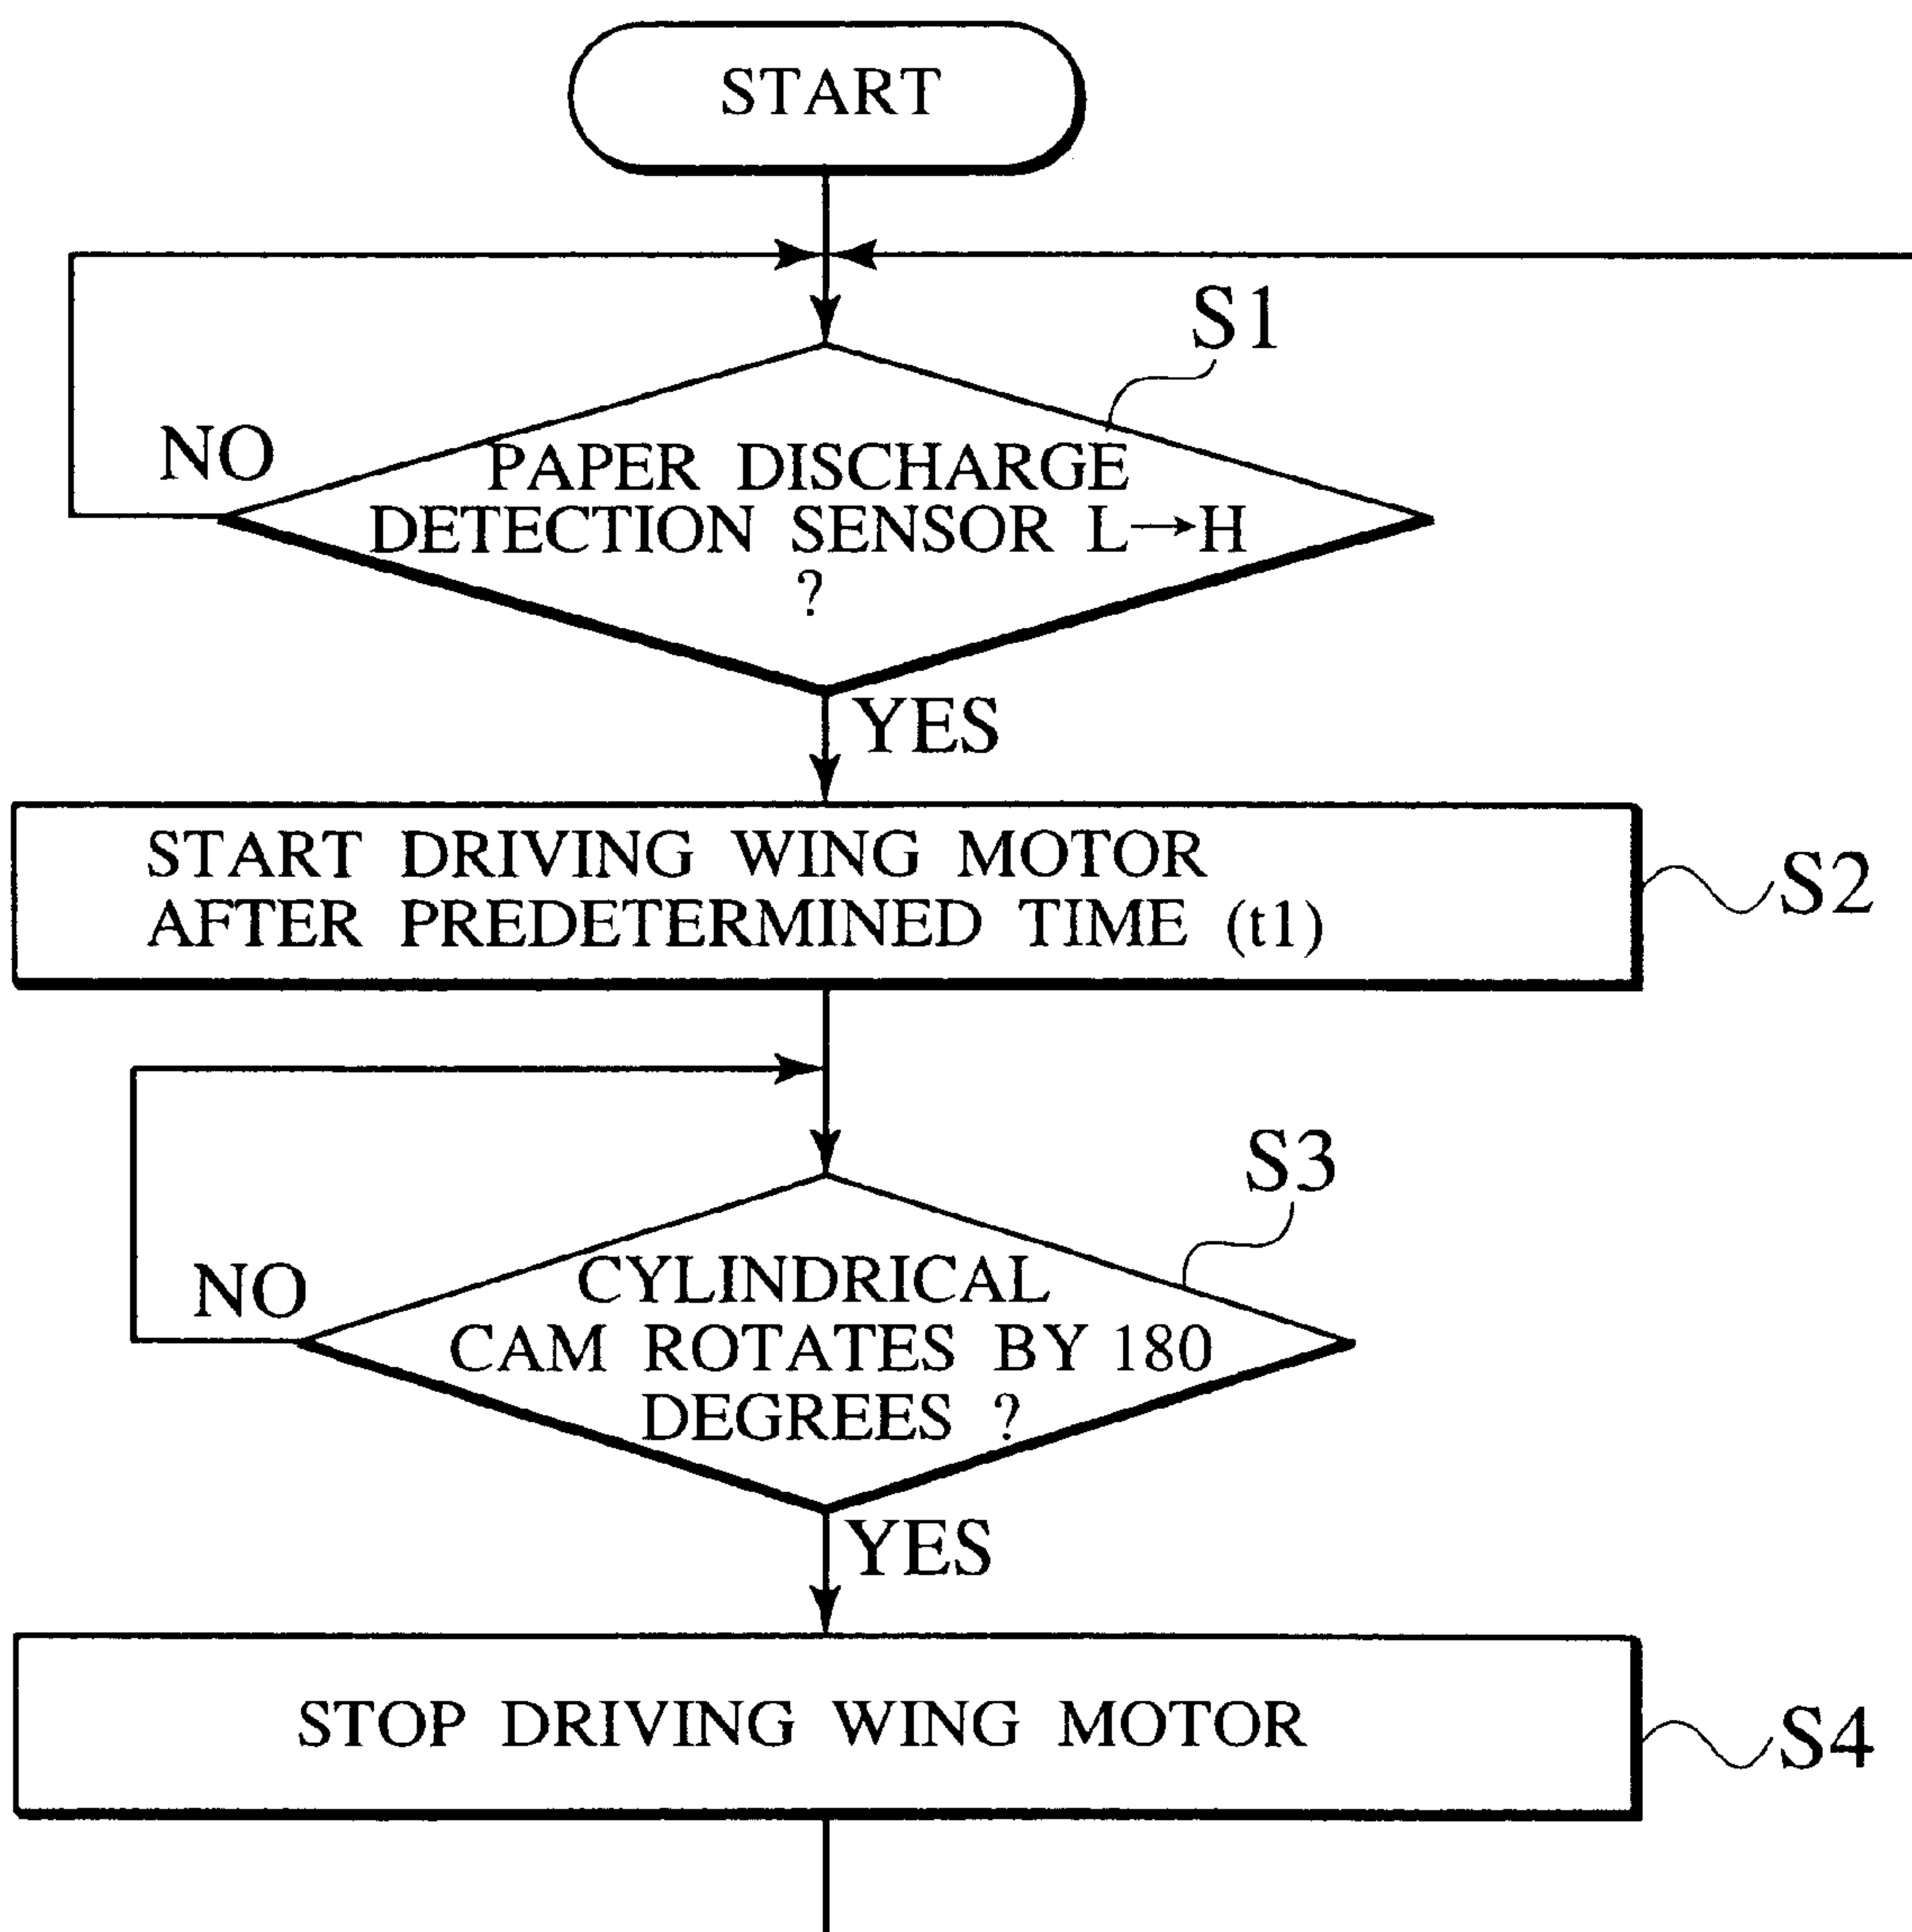 START
S1
NO
PAPER DISCHARGE
DETECTION SENSOR L→H
?
YES
START DRIVING WING MOTOR
AFTER PREDETERMINED TIME (t1)
S2
S3
NO
CYLINDRICAL
CAM ROTATES BY 180
DEGREES ?
YES
STOP DRIVING WING MOTOR
S4